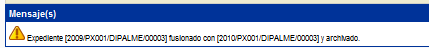 Mensaje(s)
Expediente [2009/PX001/DIPALME/00003] fusionado con [2010/PX001/DIPALME/00003] y archivado.